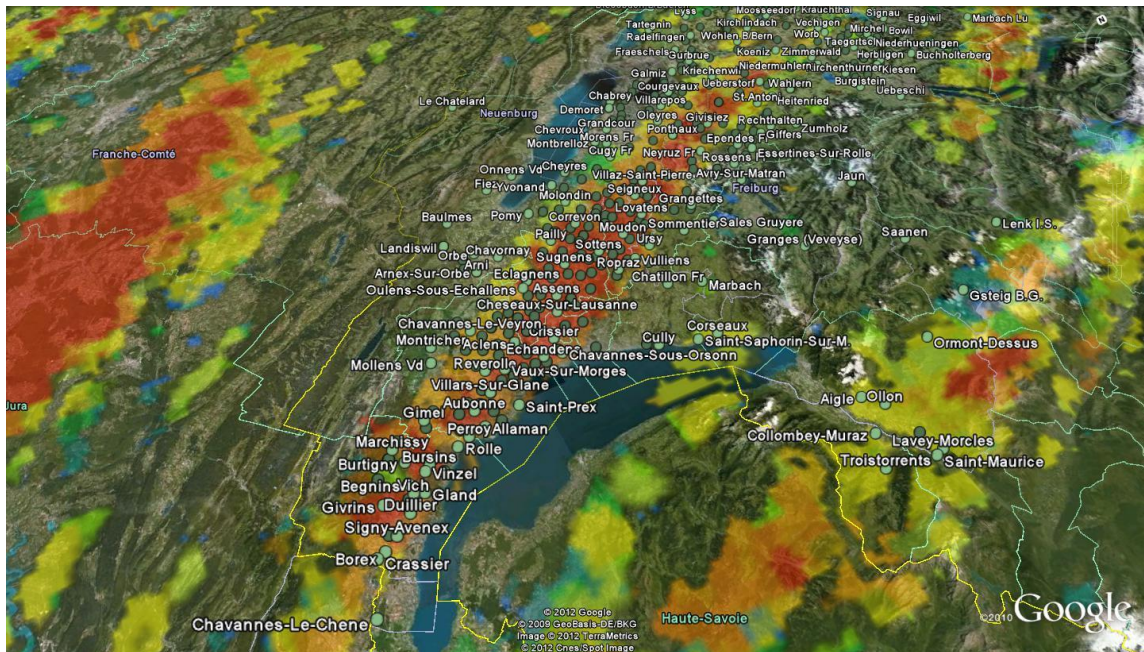 Lyss
Moosseedorf
Krauchthal
Signau
Eggiwil
Marbach Lu
Tartegnin
Kirchlindach
Vechigen
Mirchel
Bowil
Radelfingen
Wohlen B/Bern
Worb
Taegertschi
Niederhueningen
Fraeschels
Gurbrue
Koeniz
Zimmerwald
Herbligen
Buchholterberg
Galmiz
Kriechenwil
Niedermuhlern
Kirchenthurnen
Kiesen
Courgevaux
Ueberstorf
Wahlern
Burgistein
Uebeschi
Le Chatelard
Chabrey
Villarepos
St.Anton
Heitenried
Neuenburg
Demoret
Oleyres
Givisiez
Rechthalten
Grandcour
Ponthaux
Zumholz
Chevroux
Morens Fr
Ependes F
Giffers
Franche-Comté
Montbrelloz
Cugy Fr
Neyruz Fr
Rossens F
Essertines-Sur-Rolle
Onnens Vd
Cheyres
Villaz-Saint-Pierre
Avry-Sur-Matran
Jaun
Fiez
Yvonand
Seigneux
Freiburg
Molondin
Grangettes
Lovatens
Baulmes
Pomy
Correvon
Moudon
Sommentier
Sales Gruyere
Lenk I S.
Pailly
Ursy
Granges (Veveyse)
Saanen
Landiswil
Chavornay
Sottens
Orbe
Sugnens
Ropraz
Vulliens
Arni
Arnex-Sur-Orbe
Eclagnens
Chatillon Fr
Oulens-Sous-Echallens
Assens
Marbach
Gsteig B.G.
Cheseaux-Sur-Lausanne
Chavannes-Le-Veyron
Crissier
Corseaux
Montricher
Aclens
Echandens
Cully
Saint-Saphorin-Sur-M.
Ormont-Dessus
Chavannes-Sous-Orsonn
Mollens Vd
Reverolle
Vaux-Sur-Morges
Villars-Sur-Glane
Aigle
Ollon
Jura
Aubonne
Saint-Prex
Gimel
Perroy
Allaman
Collombey-Muraz
Lavey-Morcles
Marchissy
Rolle
Bursins
Troistorrents
Saint-Maurice
Burtigny
Vinzel
Begnins
Vich
Gland
Givrins
Duillier
Signy-Avenex
Borex
Crassier
Chavannes-Le-Chene
Haute-Savoie
© 2012 Google
© 2009 GeoBasis-DE/BKG
Image © 2012 TerraMetrics
© 2012 Cnes/Spot Image
©2010 Google